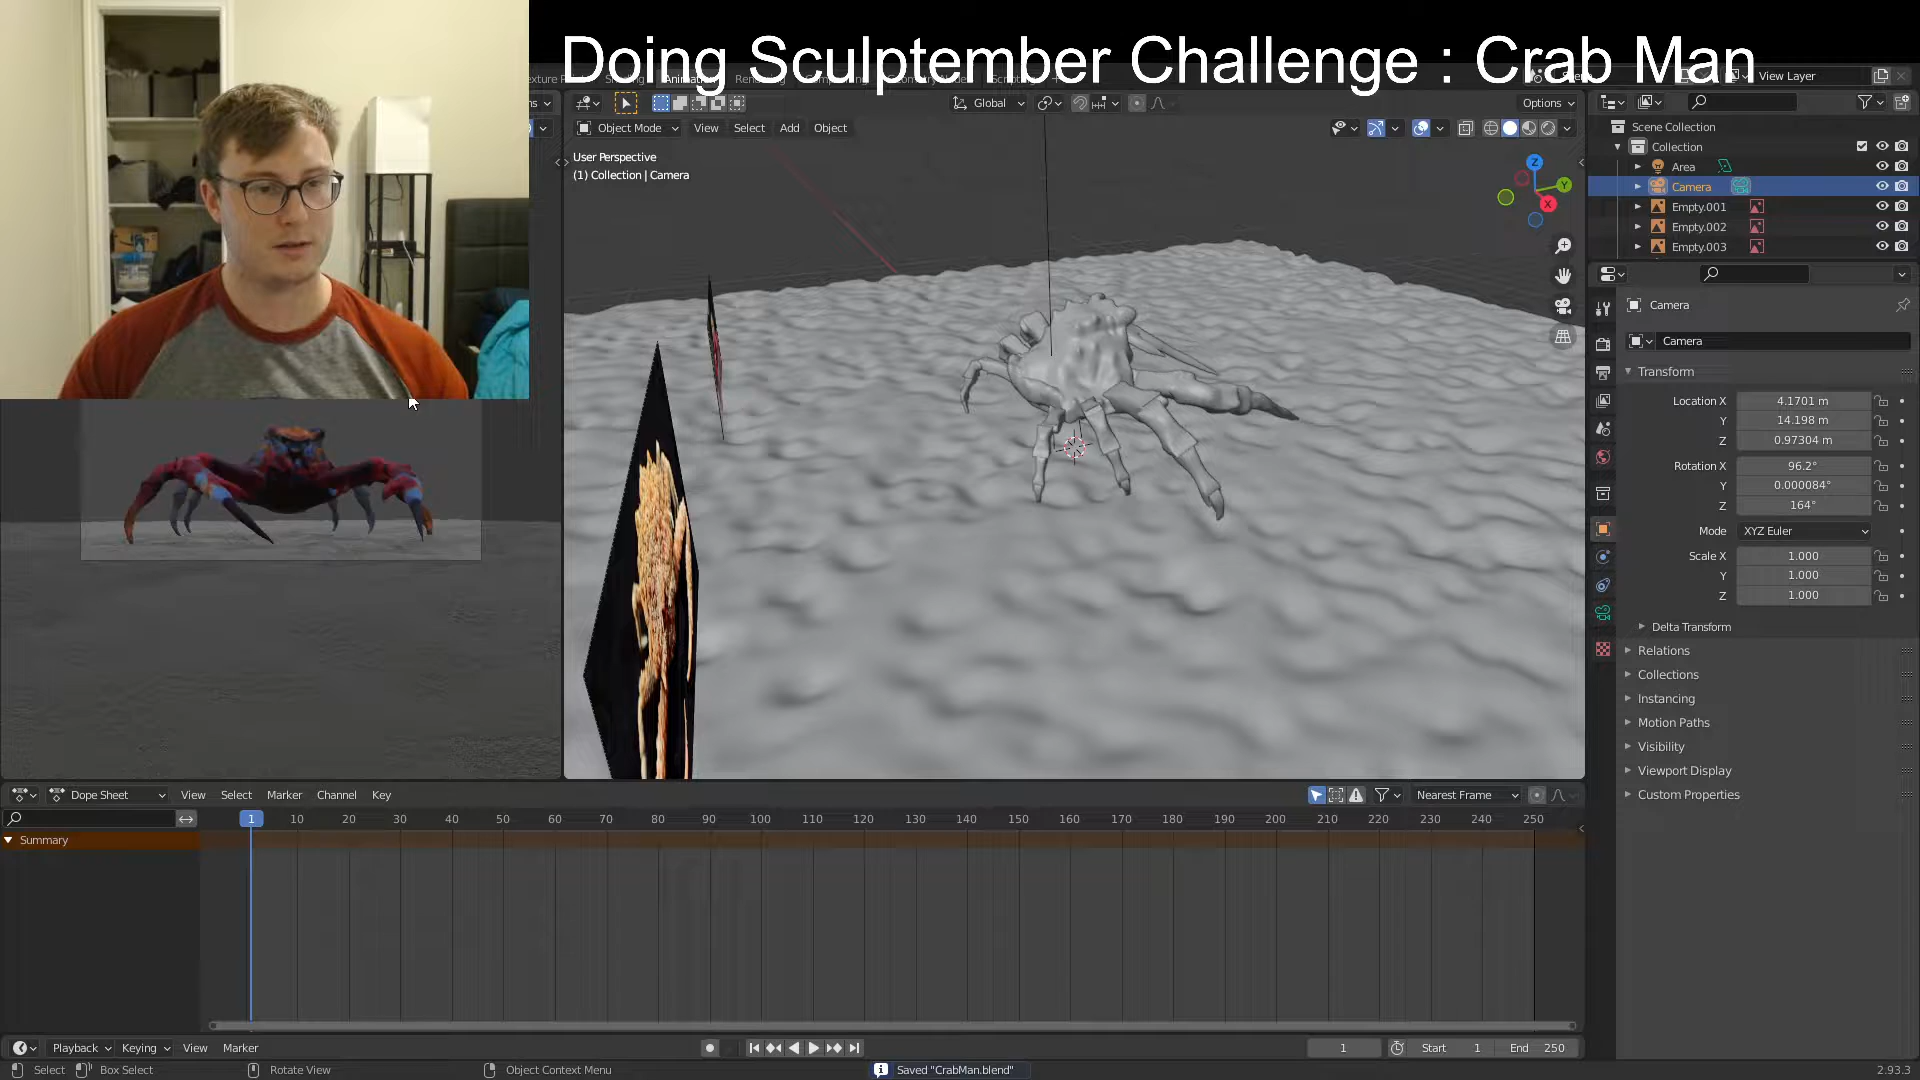 Doing Sculptember Challenge : Crab Man
View Layer
Global
Options
Object Mode
View
Select
Add
Object
User Perspective
(1) Collection | Camera
Z
Y
X
Scene Collection
Collection
Area
Camera
Empty.001
Empty.002
Empty.003
Camera
Camera
Transform
Location X 4.1701 m
Y 14.198 m
Z 0.97304 m
Rotation X 96.2°
Y 0.000084°
Z 164°
Mode XYZ Euler
Scale X 1.000
Y 1.000
Z 1.000
Delta Transform
Relations
Collections
Instancing
Motion Paths
Visibility
Viewport Display
Custom Properties
Dope Sheet View Select Marker Channel Key
Nearest Frame
1 10 20 30 40 50 60 70 80 90 100 110 120 130 140 150 160 170 180 190 200 210 220 230 240 250
Summary
Playback Keying View Marker
1 Start 1 End 250
Select Box Select Rotate View Object Context Menu Saved "CrabMan.blend" 2.93.3